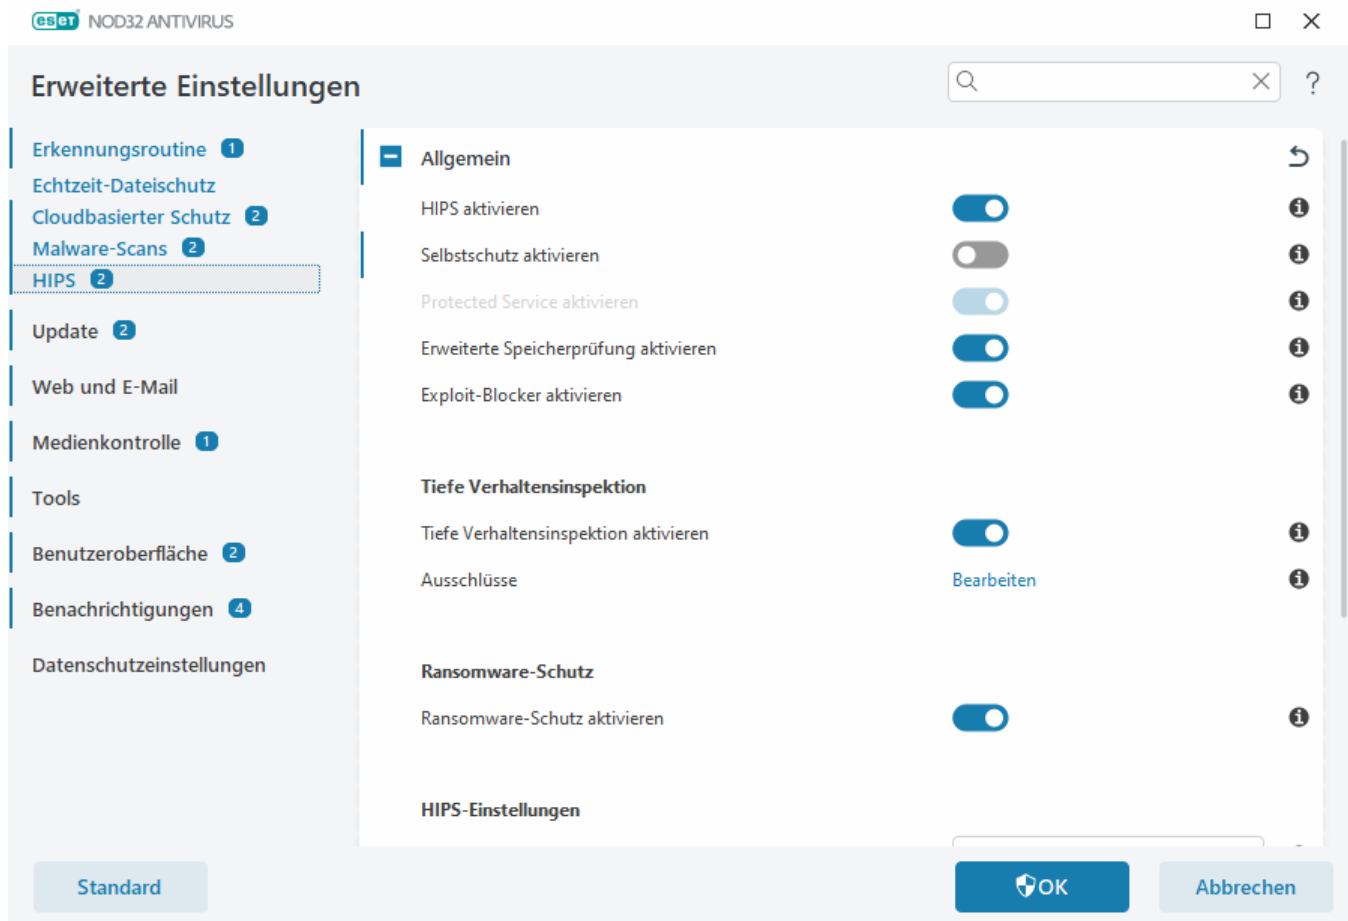 eset NOD32 ANTIVIRUS
Erweiterte Einstellungen
?
Erkennungsroutine 1
Echtzeit-Dateischutz
Cloudbasierter Schutz 2
Malware-Scans 2
HIPS 2
Update 2
Web und E-Mail
Medienkontrolle 1
Tools
Benutzeroberfläche 2
Benachrichtigungen 4
Datenschutzeinstellungen
Allgemein
HIPS aktivieren
Selbstschutz aktivieren
Protected Service aktivieren
Erweiterte Speicherprüfung aktivieren
Exploit-Blocker aktivieren
Tiefe Verhaltensinspektion
Tiefe Verhaltensinspektion aktivieren
Ausschlüsse Bearbeiten
Ransomware-Schutz
Ransomware-Schutz aktivieren
HIPS-Einstellungen
Standard
OK
Abbrechen